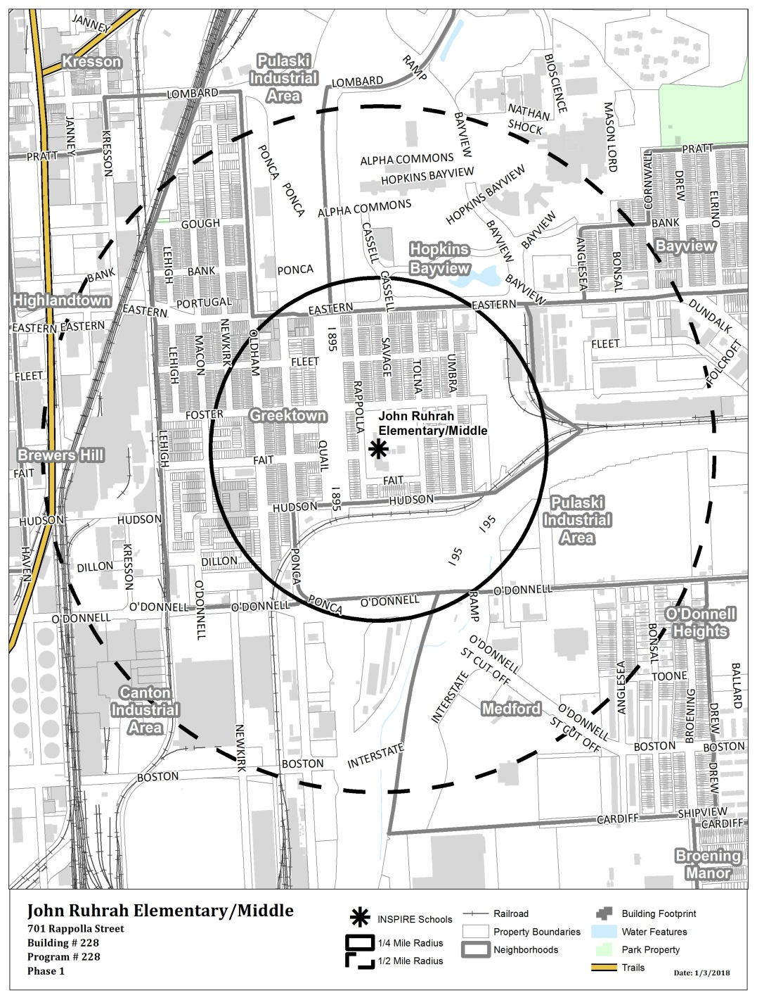 JANNEY
Kresson
Pulaski
Industrial
Area
LOMBARD
LOMBARD
RAMP
BIOSCIENCE
NATHAN
SHOCK
MASON LORD
JANNEY
KRESSON
PRATT
PRATT
PONCA
PONCA
BAYVIEW
ALPHA COMMONS
HOPKINS BAYVIEW
HOPKINS BAYVIEW
ALPHA COMMONS
CORNWALL
DREW
ELRINO
GOUGH
CASSELL
BAYVIEW
BAYVIEW
BANK
Bayview
ANGLESEA
BONSAL
LEHIGH
BANK
BANK
PONCA
Hopkins
Bayview
CASSELL
BAYVIEW
Highlandtown
EASTERN
PORTUGAL
EASTERN
EASTERN
DUNDALK
EASTERN EASTERN
NEWKIRK
OLDHAM
MACON
LEHIGH
I 895
SAVAGE
FLEET
TOLNA
UMBRA
FLEET
FOLCROFT
FLEET
RAPPOLLA
FOSTER
Greektown
John Ruhrah
Elementary/Middle
LEHIGH
Brewers Hill
QUAIL
FAIT
FAIT
FAIT
I 895
HUDSON
HUDSON
HUDSON
HUDSON
Pulaski
Industrial
Area
I 95
I 95
HAVEN
DILLON
KRESSON
DILLON
PONCA
O'DONNELL
O'DONNELL
O'DONNELL
PONCA
O'DONNELL
O'DONNELL
O'DONNELL
RAMP
O'Donnell
Heights
BONSAL
O'DONNELL
ST CUT OFF
INTERSTATE
Medford
AINGLESEA
TOONE
BROENING
BALLARD
DREW
Canton
Industrial
Area
O'DONNELL
ST CUT OFF
NEWKIRK
BOSTON
BOSTON
INTERSTATE
BOSTON
BOSTON
DREW
CARDIFF
SHIPVIEW
CARDIFF
Broening
Manor
John Ruhrah Elementary/Middle
701 Rappolla Street
Building # 228
Program # 228
Phase 1
INSPIRE Schools
1/4 Mile Radius
1/2 Mile Radius
Railroad
Property Boundaries
Neighborhoods
Building Footprint
Water Features
Park Property
Trails
Date: 1/3/2018